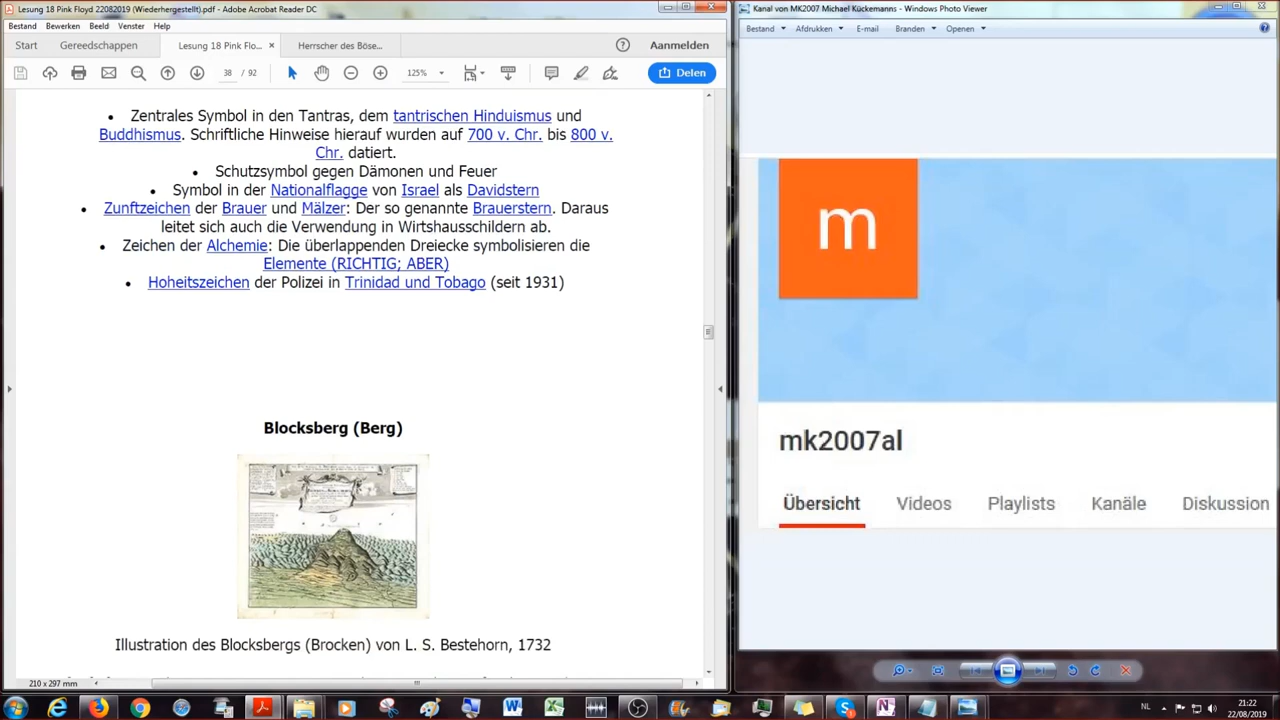 Lesung 18 Pink Floyd 22082019 (Wiederhergestellt).pdf - Adobe Acrobat Reader DC
Bestand Bewerken Beeld Venster Help
Start Gereedschappen Lesung 18 Pink Flo... × Herrscher des Böse... Aanmelden
38 / 92 125% Delen
• Zentrales Symbol in den Tantras, dem tantrischen Hinduismus und
Buddhismus. Schriftliche Hinweise hierauf wurden auf 700 v. Chr. bis 800 v.
Chr. datiert.
• Schutzsymbol gegen Dämonen und Feuer
• Symbol in der Nationalflagge von Israel als Davidstern
• Zunftzeichen der Brauer und Mälzer: Der so genannte Brauerstern. Daraus
leitet sich auch die Verwendung in Wirtshausschildern ab.
• Zeichen der Alchemie: Die überlappenden Dreiecke symbolisieren die
Elemente (RICHTIG; ABER)
• Hoheitszeichen der Polizei in Trinidad und Tobago (seit 1931)
Blocksberg (Berg)
Illustration des Blocksbergs (Brocken) von L. S. Bestehorn, 1732
210 x 297 mm
Kanal von MK2007 Michael Kückemanns - Windows Photo Viewer
Bestand Afdrukken E-mail Branden Openen
m
mk2007al
Übersicht Videos Playlists Kanäle Diskussion
NL 21:22
22/08/2019